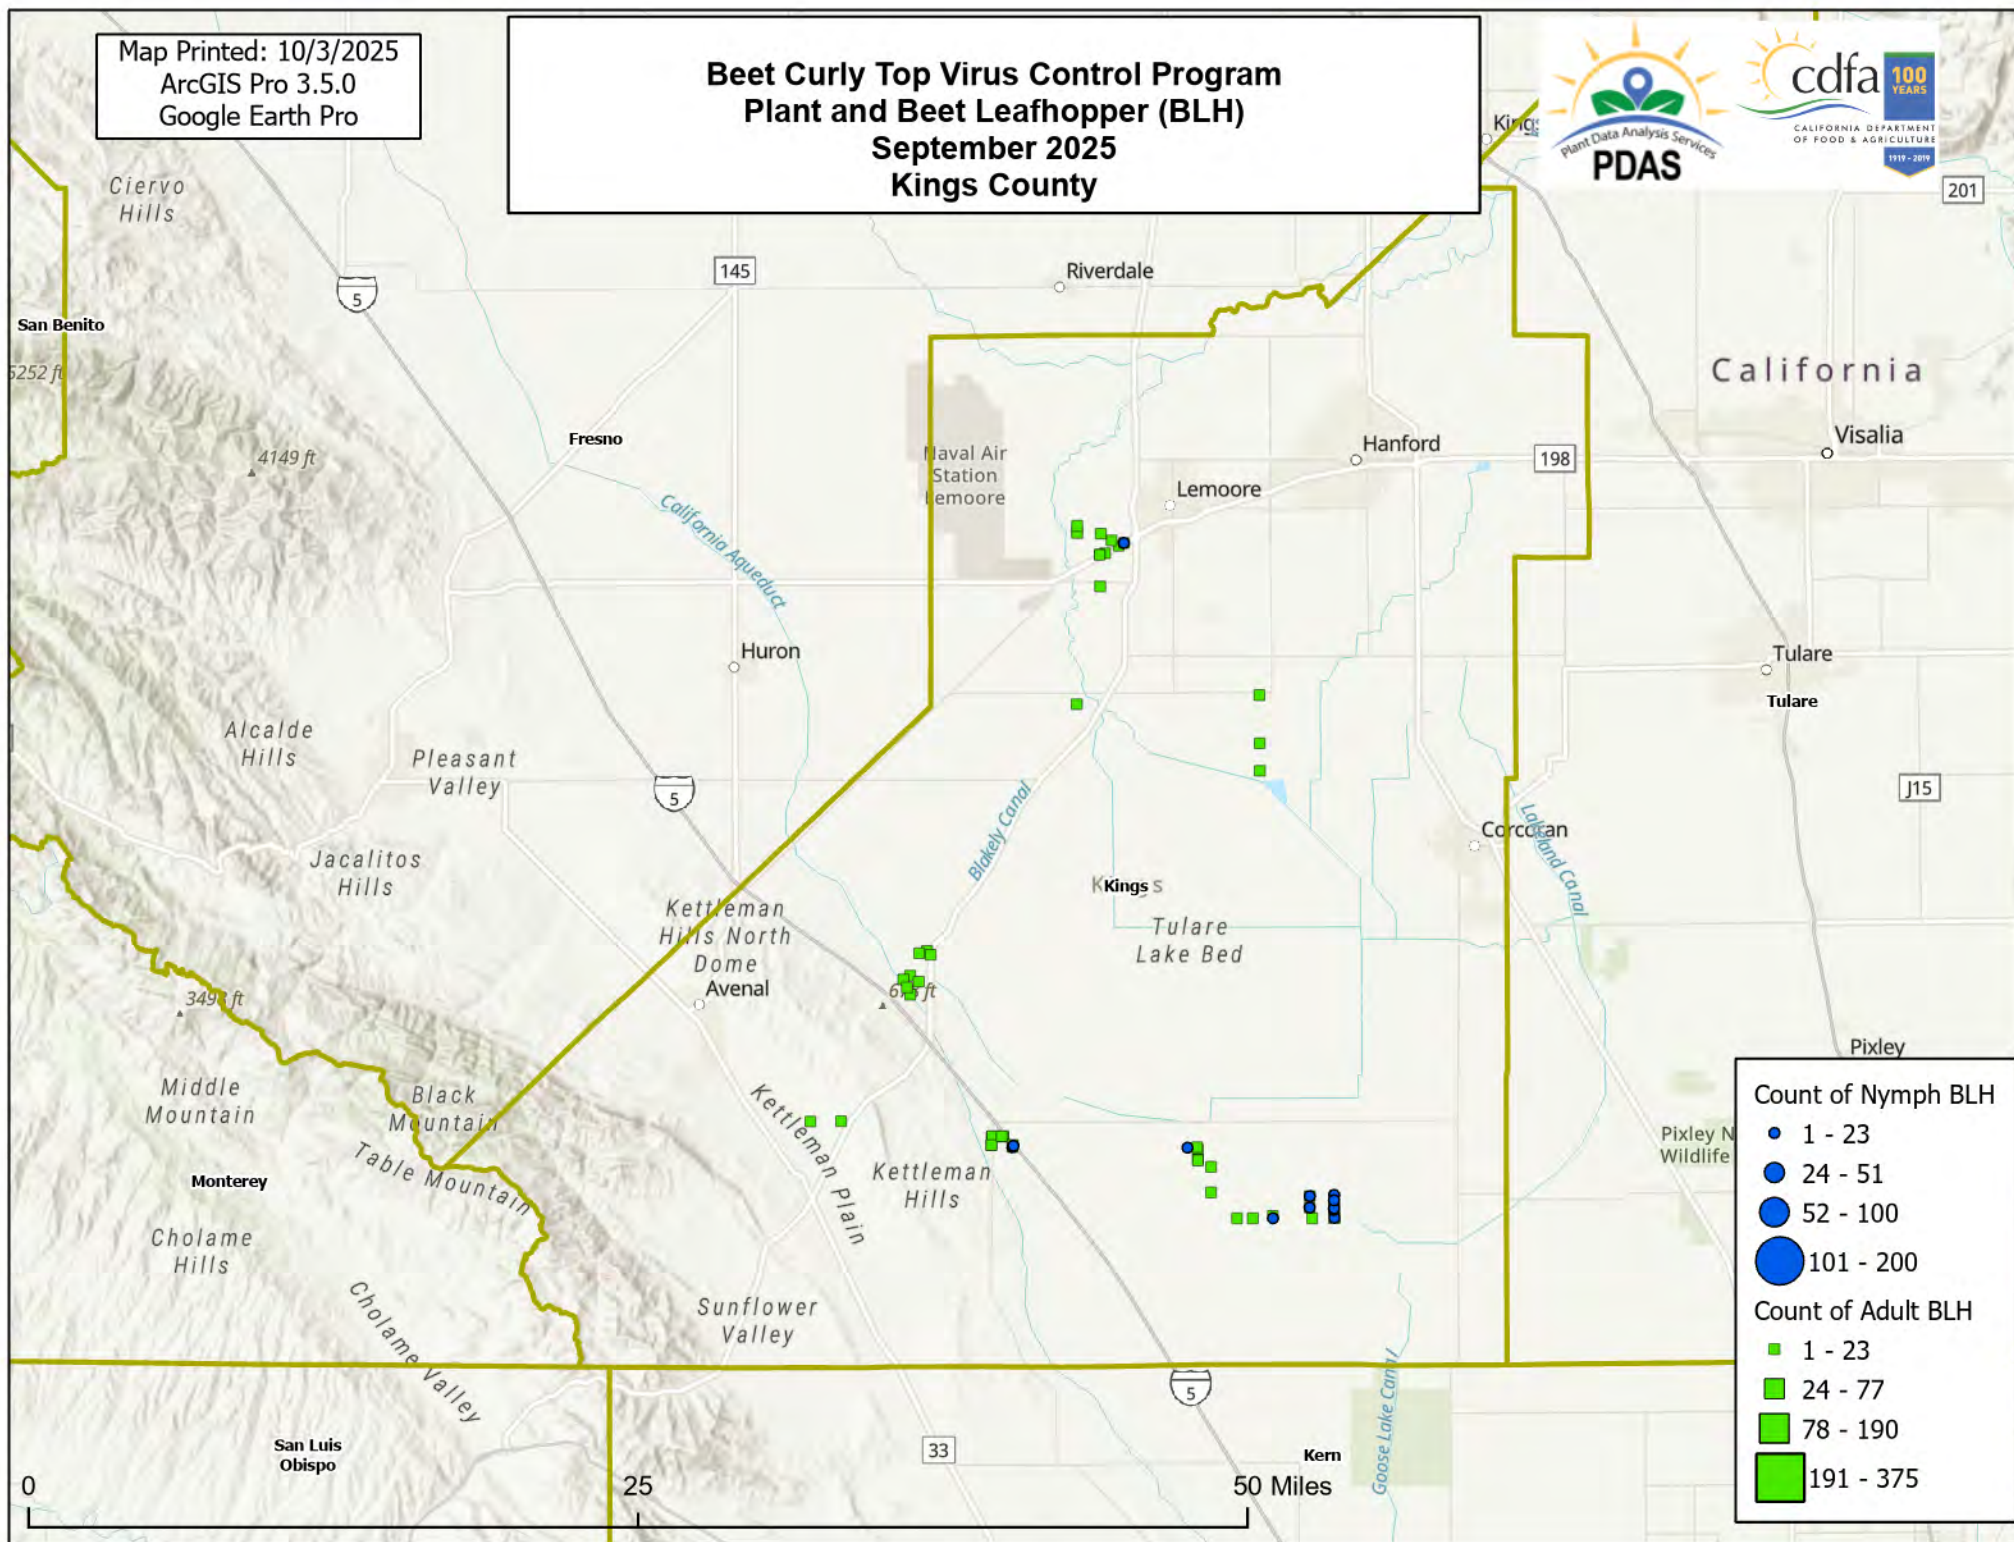 Map Printed: 10/3/2025
ArcGIS Pro 3.5.0
Google Earth Pro
Beet Curly Top Virus Control Program
Plant and Beet Leafhopper (BLH)
September 2025
Kings County
Plant Data Analysis Services
PDAS
cdfa
100
YEARS
CALIFORNIA DEPARTMENT
OF FOOD & AGRICULTURE
1919 - 2019
Kings
201
Ciervo
Hills
145
Riverdale
5
San Benito
5252 ft
California
4149 ft
Fresno
Naval Air
Station
Lemoore
Hanford
198
Visalia
Lemoore
California Aqueduct
Huron
Tulare
Tulare
Alcalde
Hills
Pleasant
Valley
5
J15
Blakely Canal
Corcoran
Lakeland Canal
Jacalitos
Hills
Kings
Kings
Kettleman
Hills North
Dome
Tulare
Lake Bed
Avenal
3498 ft
ft
Pixley
Middle
Mountain
Black
Mountain
Kettleman Plain
Table Mountain
Pixley N
Wildlife
Kettleman
Hills
Monterey
Cholame
Hills
Cholame Valley
Sunflower
Valley
5
Goose Lake Canal
33
Kern
San Luis
Obispo
0
25
50 Miles
Count of Nymph BLH
1 - 23
24 - 51
52 - 100
101 - 200
Count of Adult BLH
1 - 23
24 - 77
78 - 190
191 - 375